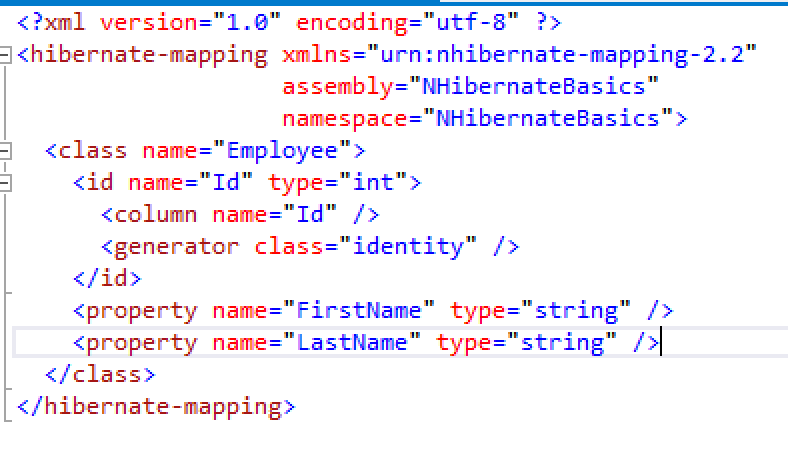 <?xml version="1.0" encoding="utf-8" ?>
<hibernate-mapping xmlns="urn:nhibernate-mapping-2.2"
                   assembly="NHibernateBasics"
                   namespace="NHibernateBasics">
  <class name="Employee">
    <id name="Id" type="int">
      <column name="Id" />
      <generator class="identity" />
    </id>
    <property name="FirstName" type="string" />
    <property name="LastName" type="string" />
  </class>
</hibernate-mapping>